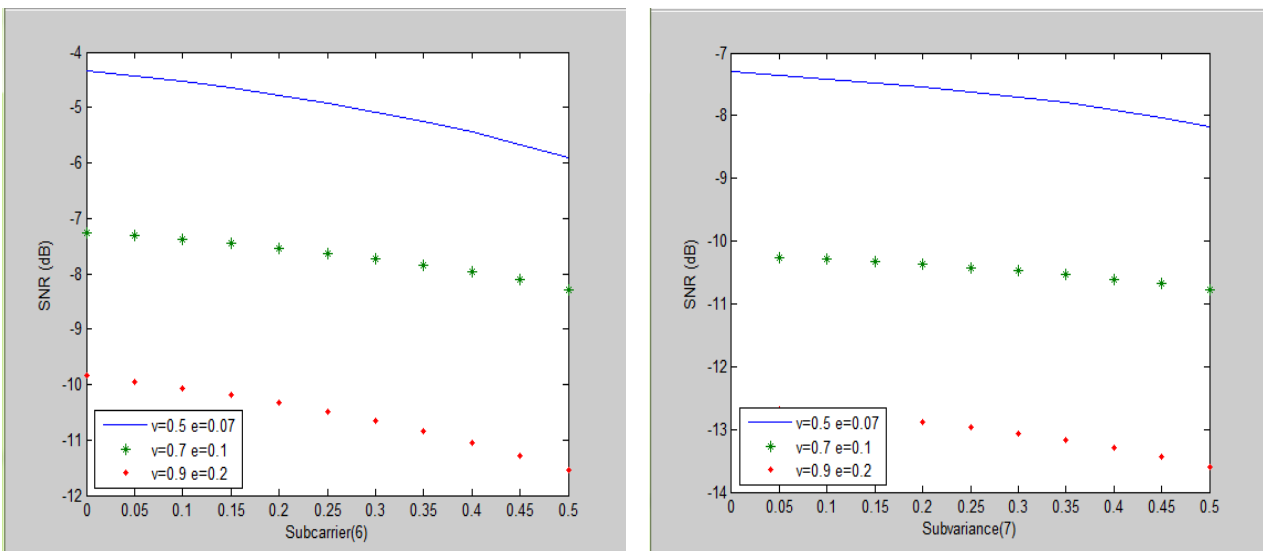 -4
-5
-6
-7
-8
-9
-10
-11
-12
SNR (dB)
v=0.5 e=0.07
v=0.7 e=0.1
v=0.9 e=0.2
0 0.05 0.1 0.15 0.2 0.25 0.3 0.35 0.4 0.45 0.5
Subcarrier(6)
-7
-8
-9
-10
-11
-12
-13
-14
SNR (dB)
v=0.5 e=0.07
v=0.7 e=0.1
v=0.9 e=0.2
0 0.05 0.1 0.15 0.2 0.25 0.3 0.35 0.4 0.45 0.5
Subvariance(7)